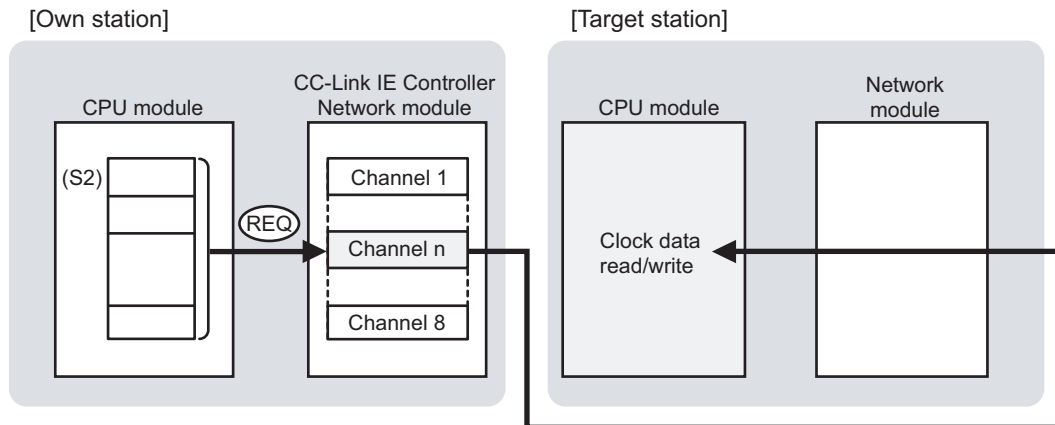 [Own station]
[Target station]
CC-Link IE Controller
Network module
CPU module
CPU module
Network
module
(S2)
REQ
Channel 1
Channel n
Channel 8
Clock data
read/write